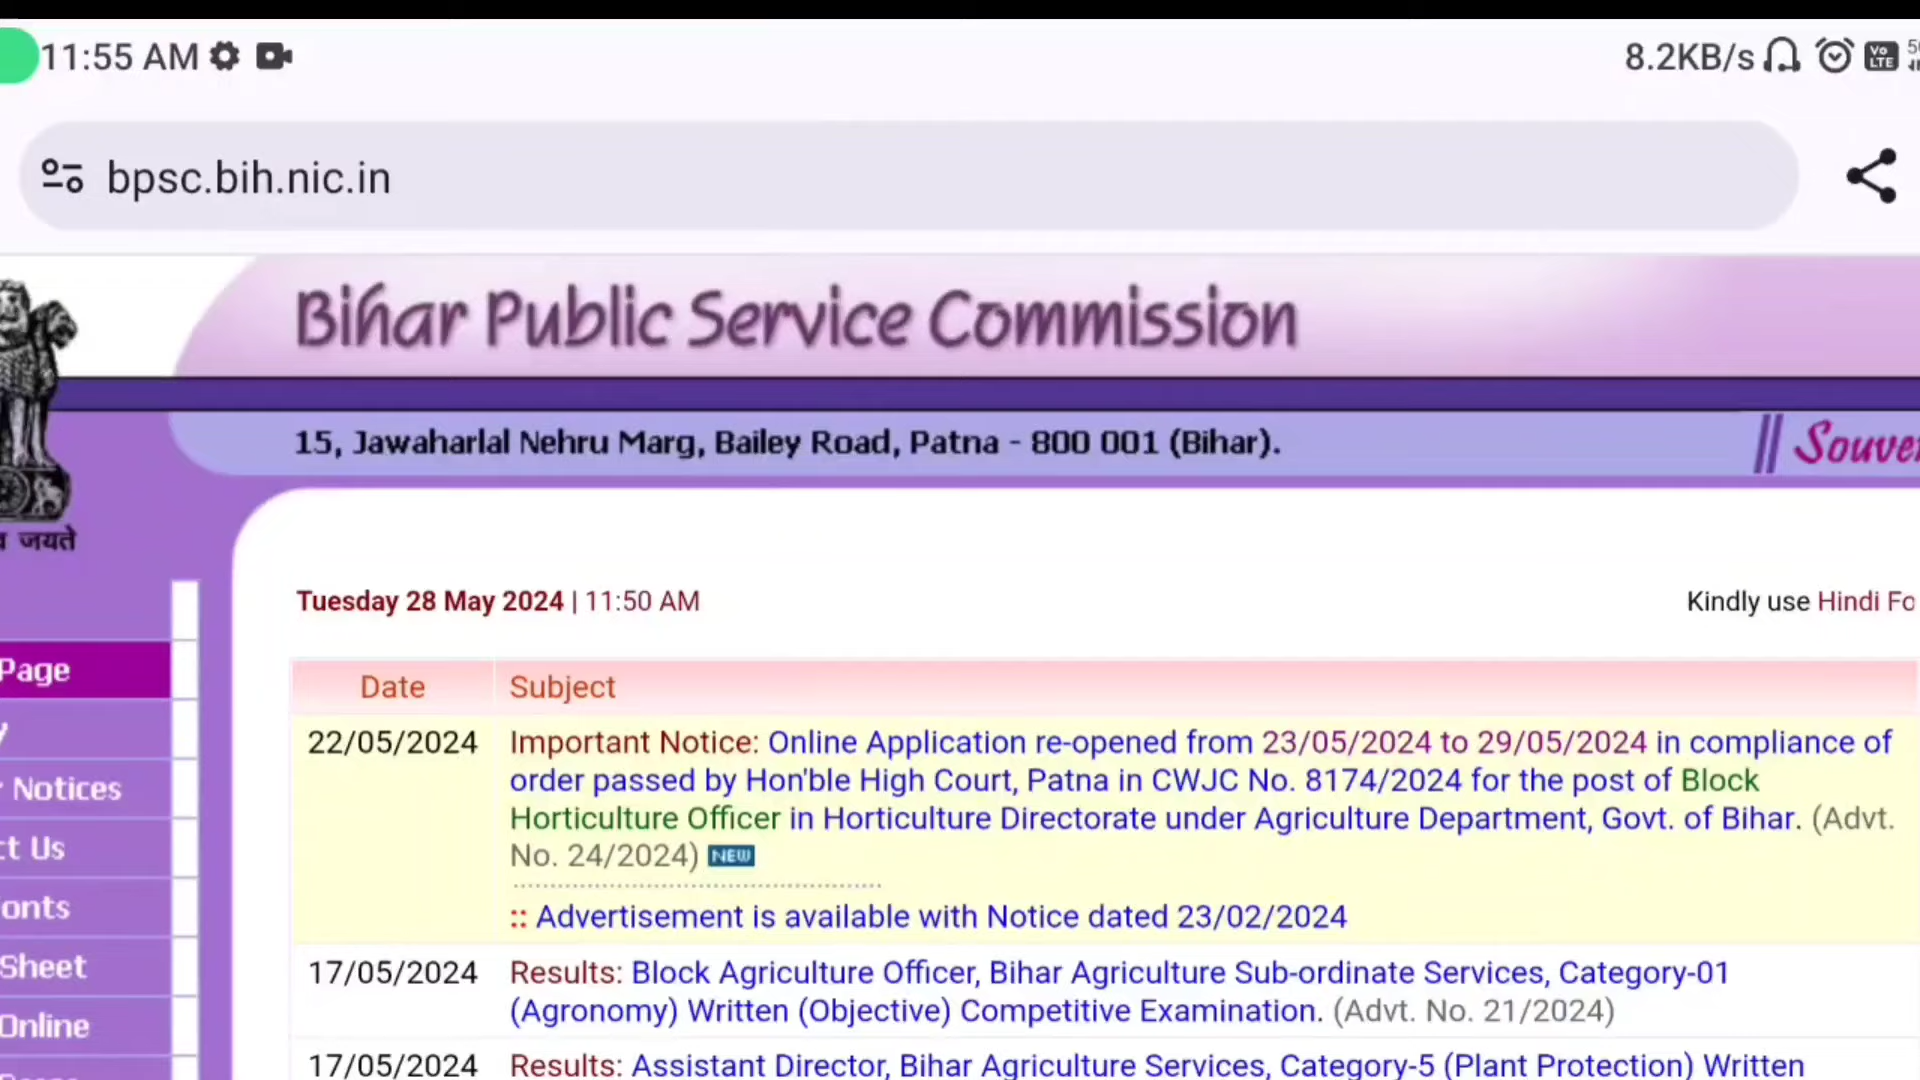 11:55 AM
8.2KB/s
Vo LTE
bpsc.bih.nic.in
Bihar Public Service Commission
15, Jawaharlal Nehru Marg, Bailey Road, Patna - 800 001 (Bihar).
जयते
Tuesday 28 May 2024 | 11:50 AM
Kindly use Hindi Fo
Page
Notices
Us
Sheet
Online
Date Subject
22/05/2024 Important Notice: Online Application re-opened from 23/05/2024 to 29/05/2024 in compliance of
order passed by Hon'ble High Court, Patna in CWJC No. 8174/2024 for the post of Block
Horticulture Officer in Horticulture Directorate under Agriculture Department, Govt. of Bihar. (Advt.
No. 24/2024) NEW
:: Advertisement is available with Notice dated 23/02/2024
17/05/2024 Results: Block Agriculture Officer, Bihar Agriculture Sub-ordinate Services, Category-01
(Agronomy) Written (Objective) Competitive Examination. (Advt. No. 21/2024)
17/05/2024 Results: Assistant Director, Bihar Agriculture Services, Category-5 (Plant Protection) Written